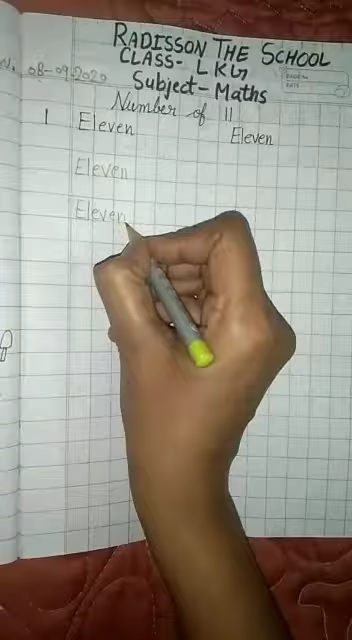 RADISSON THE SCHOOL
CLASS- LKG
08-09-2020
Subject-Maths
Number of 11
1 Eleven Eleven
Eleven
Eleven